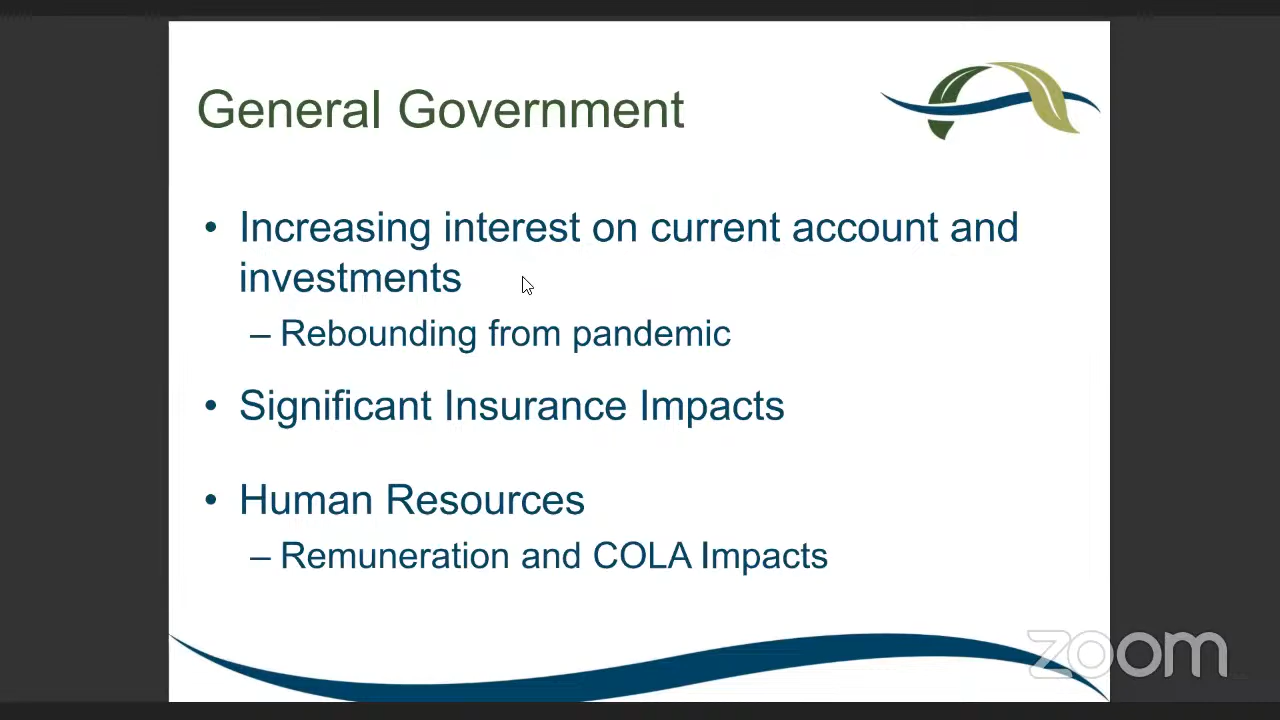 General Government
• Increasing interest on current account and
investments
– Rebounding from pandemic
• Significant Insurance Impacts
• Human Resources
– Remuneration and COLA Impacts
zoom